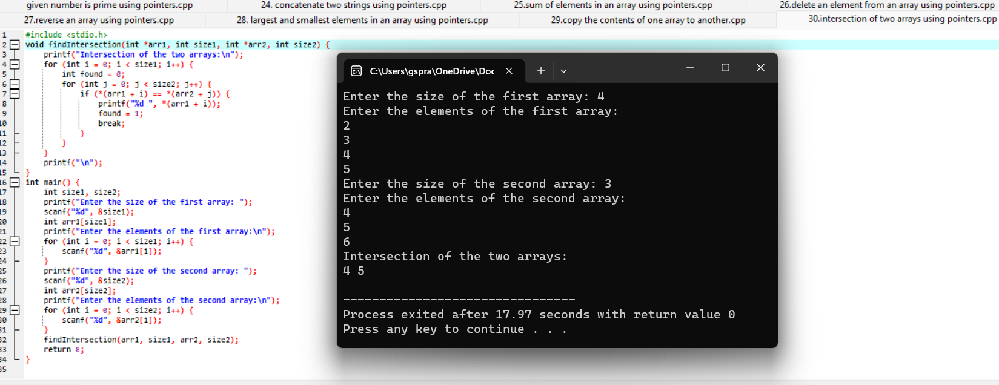 given number is prime using pointers.cpp
24. concatenate two strings using pointers.cpp
25.sum of elements in an array using pointers.cpp
26.delete an element from an array using pointers.cpp
27.reverse an array using pointers.cpp
28. largest and smallest elements in an array using pointers.cpp
29.copy the contents of one array to another.cpp
30.intersection of two arrays using pointers.cpp
1 #include <stdio.h>
2 void findIntersection(int *arr1, int size1, int *arr2, int size2) {
3 printf("Intersection of the two arrays:\n");
4 for (int i = 0; i < size1; i++) {
5 int found = 0;
6 for (int j = 0; j < size2; j++) {
7 if (*(arr1 + i) == *(arr2 + j)) {
8 printf("%d ", *(arr1 + i));
9 found = 1;
10 break;
11 }
12 }
13 }
14 printf("\n");
15 }
16 int main() {
17 int size1, size2;
18 printf("Enter the size of the first array: ");
19 scanf("%d", &size1);
20 int arr1[size1];
21 printf("Enter the elements of the first array:\n");
22 for (int i = 0; i < size1; i++) {
23 scanf("%d", &arr1[i]);
24 }
25 printf("Enter the size of the second array: ");
26 scanf("%d", &size2);
27 int arr2[size2];
28 printf("Enter the elements of the second array:\n");
29 for (int i = 0; i < size2; i++) {
30 scanf("%d", &arr2[i]);
31 }
32 findIntersection(arr1, size1, arr2, size2);
33 return 0;
34 }
35
C:\Users\gspra\OneDrive\Doc
Enter the size of the first array: 4
Enter the elements of the first array:
2
3
4
5
Enter the size of the second array: 3
Enter the elements of the second array:
4
5
6
Intersection of the two arrays:
4 5
--------------------------------
Process exited after 17.97 seconds with return value 0
Press any key to continue . . .